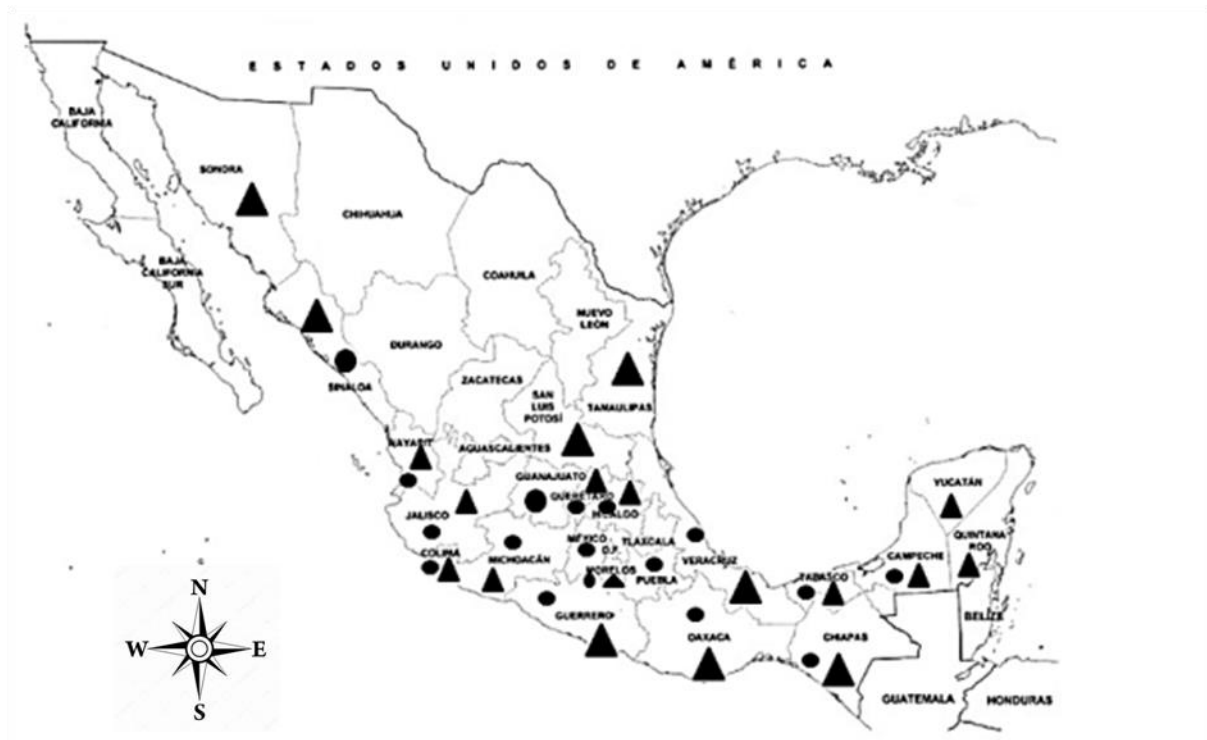 ESTADOS UNIDOS DE AMÉRICA
BAJA
CALIFORNIA
SONORA
CHIHUAHUA
BAJA
CALIFORNIA
SUR
COAHUILA
NUEVO
LEÓN
DURANGO
SINALOA
ZACATECAS
SAN
LUIS
POTOSÍ
TAMAULIPAS
NAYARIT
AGUASCALIENTES
GUANAJUATO
QUERÉTARO
HIDALGO
JALISCO
COLIMA
MICHOACÁN
MÉXICO
D.F.
TLAXCALA
MORELOS
PUEBLA
VERACRUZ
GUERRERO
OAXACA
TABASCO
CHIAPAS
CAMPECHE
YUCATÁN
QUINTANA
ROO
BELIZE
GUATEMALA
HONDURAS
N
W E
S